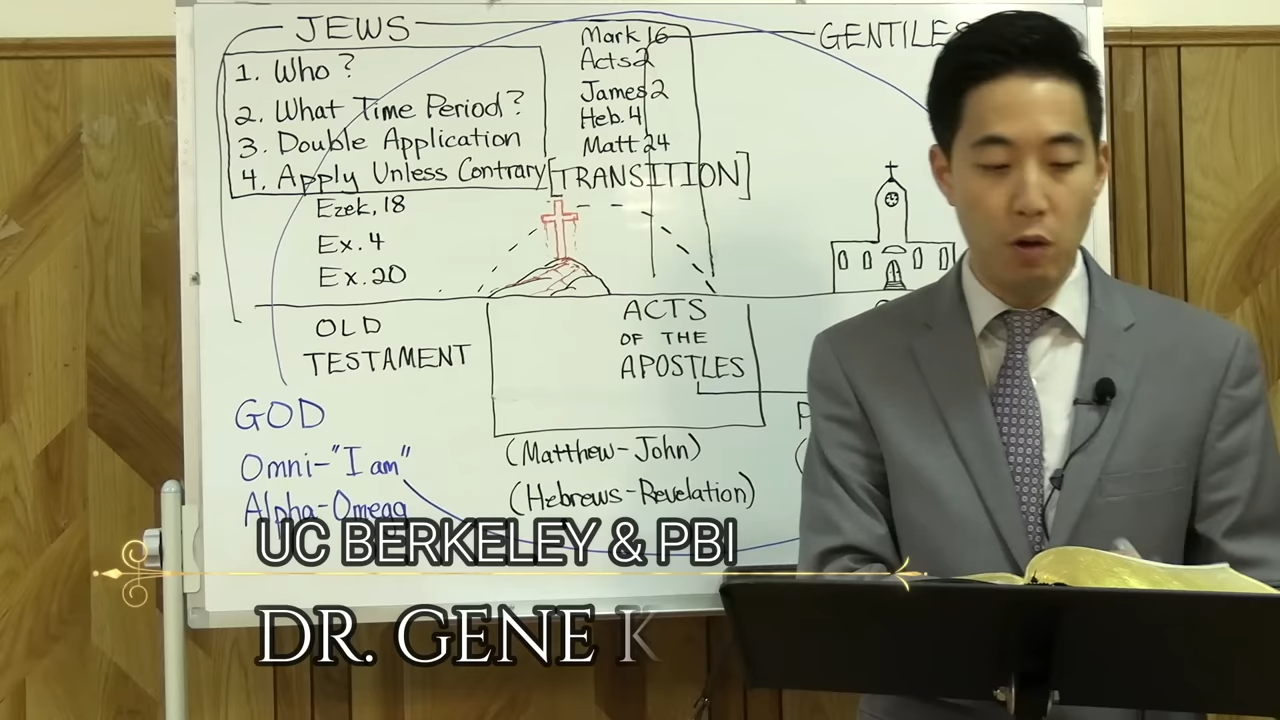 JEWS
1. Who?
2. What Time Period?
3. Double Application
4. Apply Unless Contrary
Ezek. 18
Ex. 4
Ex. 20
Mark 16
Acts 2
James 2
Heb. 4
Matt 24
[TRANSITION]
GENTILES
OLD
TESTAMENT
ACTS
OF THE
APOSTLES
(Matthew-John)
(Hebrews-Revelation)
GOD
Omni-"I am"
Alpha-Omega
UC BERKELEY & PBI
DR. GENE K